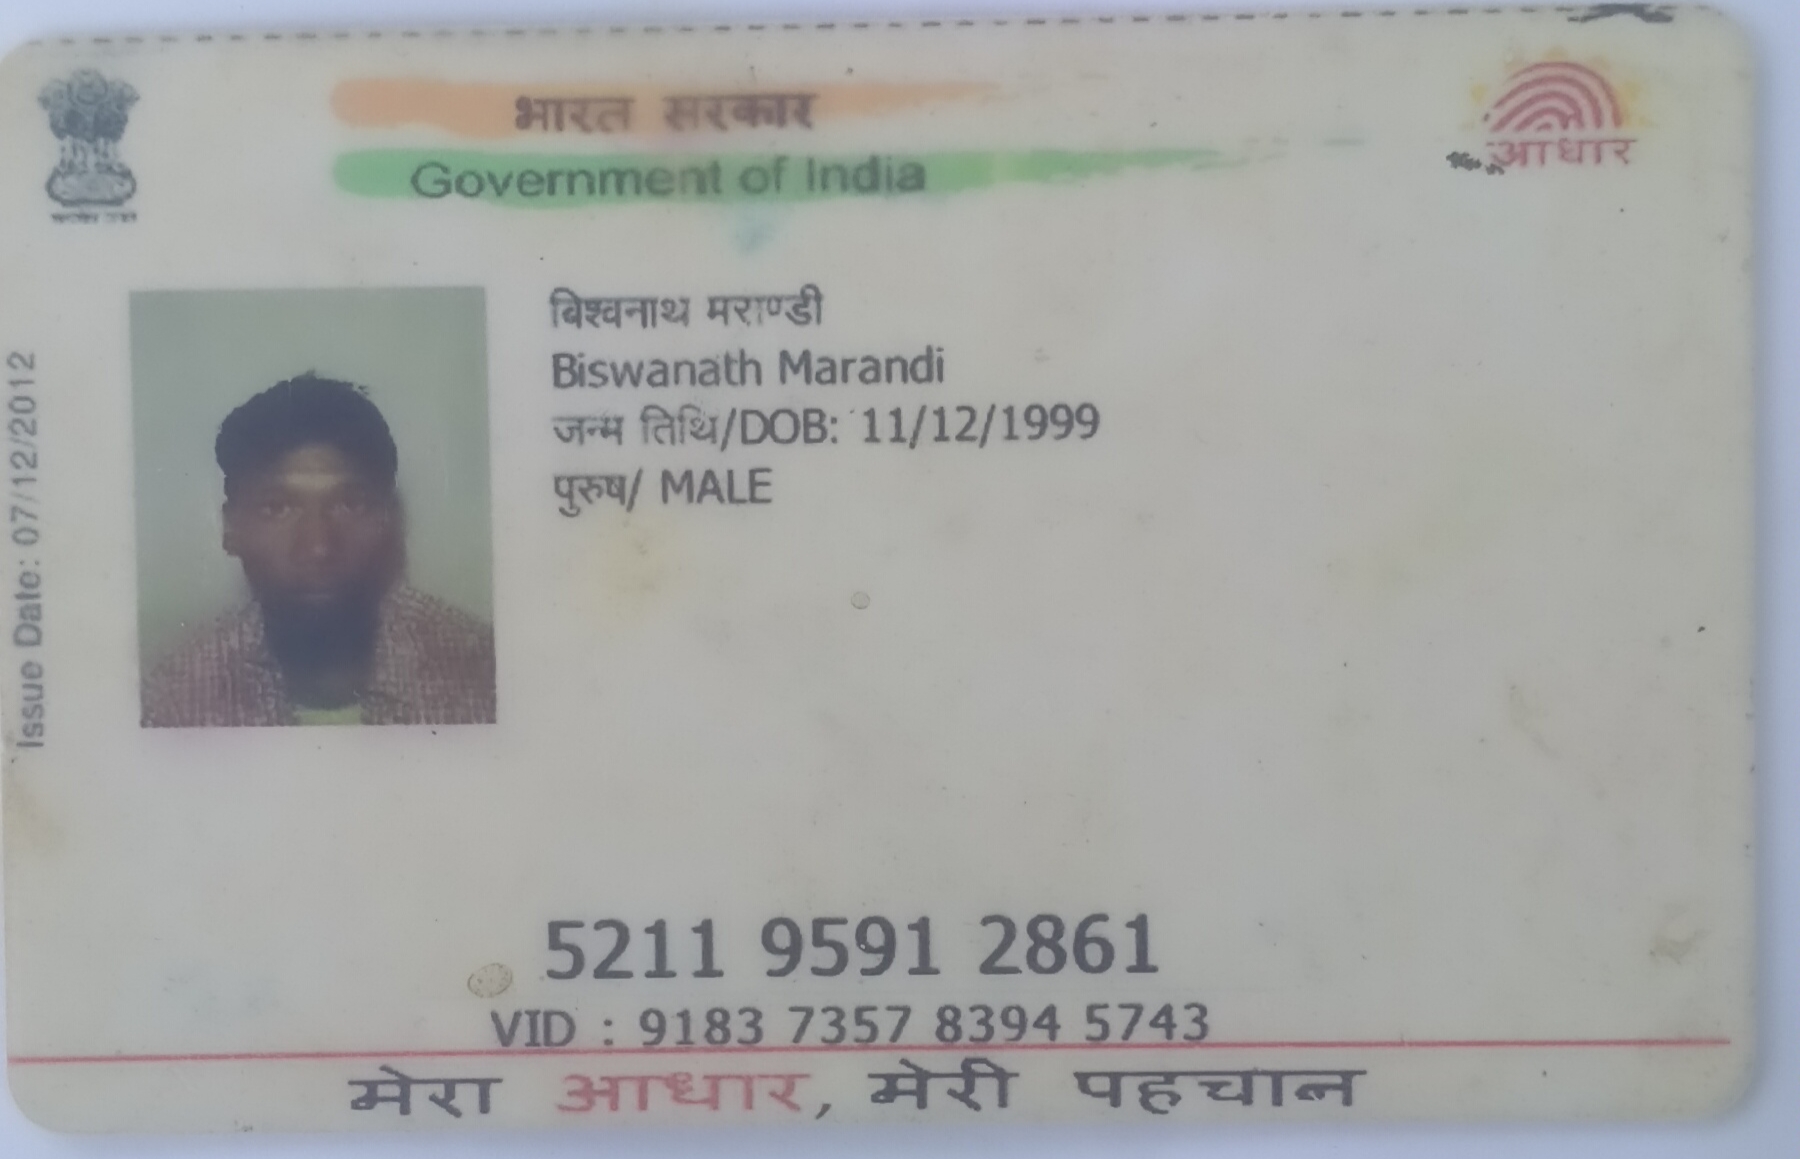 भारत सरकार
Government of India
आधार
Issue Date: 07/12/2012
बिश्वनाथ मराण्डी
Biswanath Marandi
जन्म तिथि/DOB: 11/12/1999
पुरुष/ MALE
5211 9591 2861
VID : 9183 7357 8394 5743
मेरा आधार, मेरी पहचान